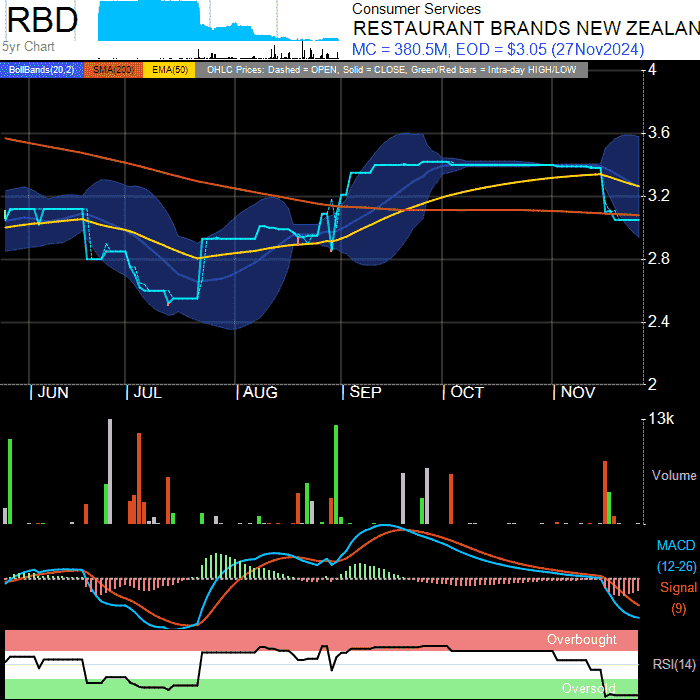 RBD
5yr Chart
Consumer Services
RESTAURANT BRANDS NEW ZEALAN
MC = 380.5M, EOD = $3.05 (27Nov2024)
BollBands(20,2) SMA(200) EMA(50) OHLC Prices: Dashed = OPEN, Solid = CLOSE, Green/Red bars = Intra-day HIGH/LOW
4
3.6
3.2
2.8
2.4
2
JUN JUL AUG SEP OCT NOV
13k
Volume
MACD
(12-26)
Signal
(9)
Overbought
RSI(14)
Oversold